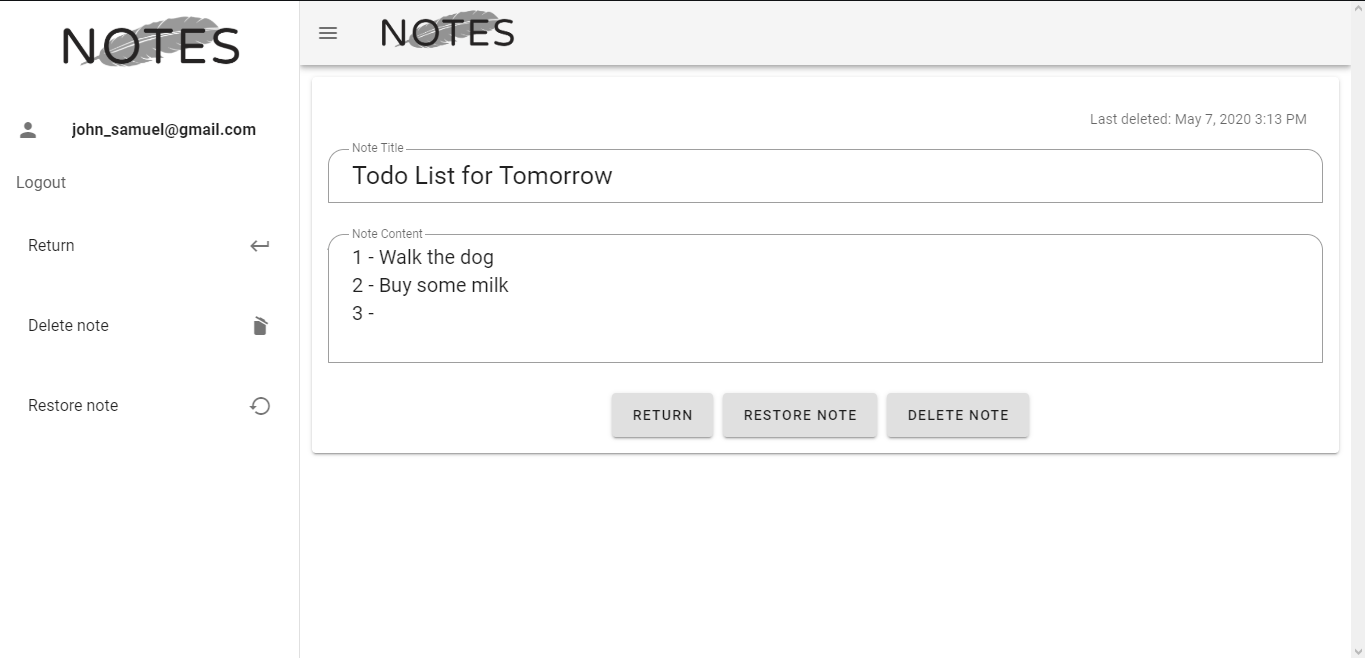 NOTES
john_samuel@gmail.com
Logout
Return
Delete note
Restore note
NOTES
Last deleted: May 7, 2020 3:13 PM
Note Title
Todo List for Tomorrow
Note Content
1 - Walk the dog
2 - Buy some milk
3 -
RETURN
RESTORE NOTE
DELETE NOTE